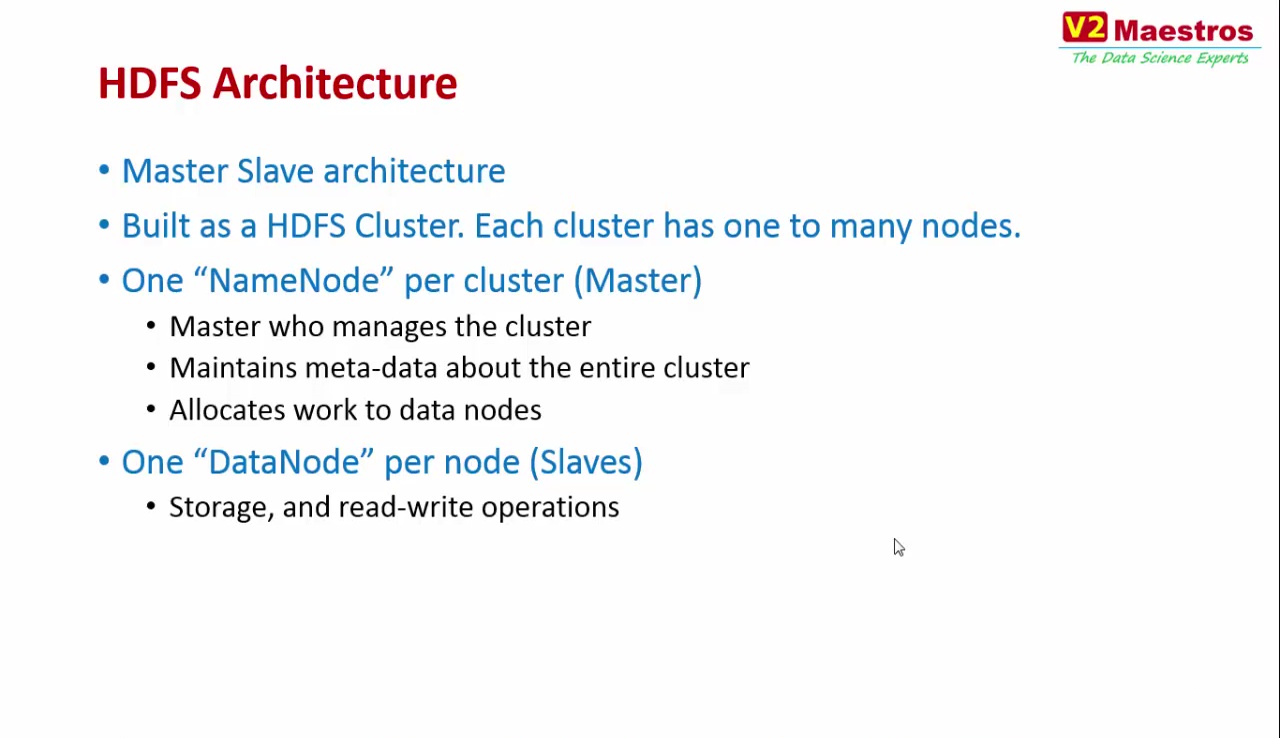 V2 Maestros
The Data Science Experts
HDFS Architecture
• Master Slave architecture
• Built as a HDFS Cluster. Each cluster has one to many nodes.
• One “NameNode” per cluster (Master)
• Master who manages the cluster
• Maintains meta-data about the entire cluster
• Allocates work to data nodes
• One “DataNode” per node (Slaves)
• Storage, and read-write operations